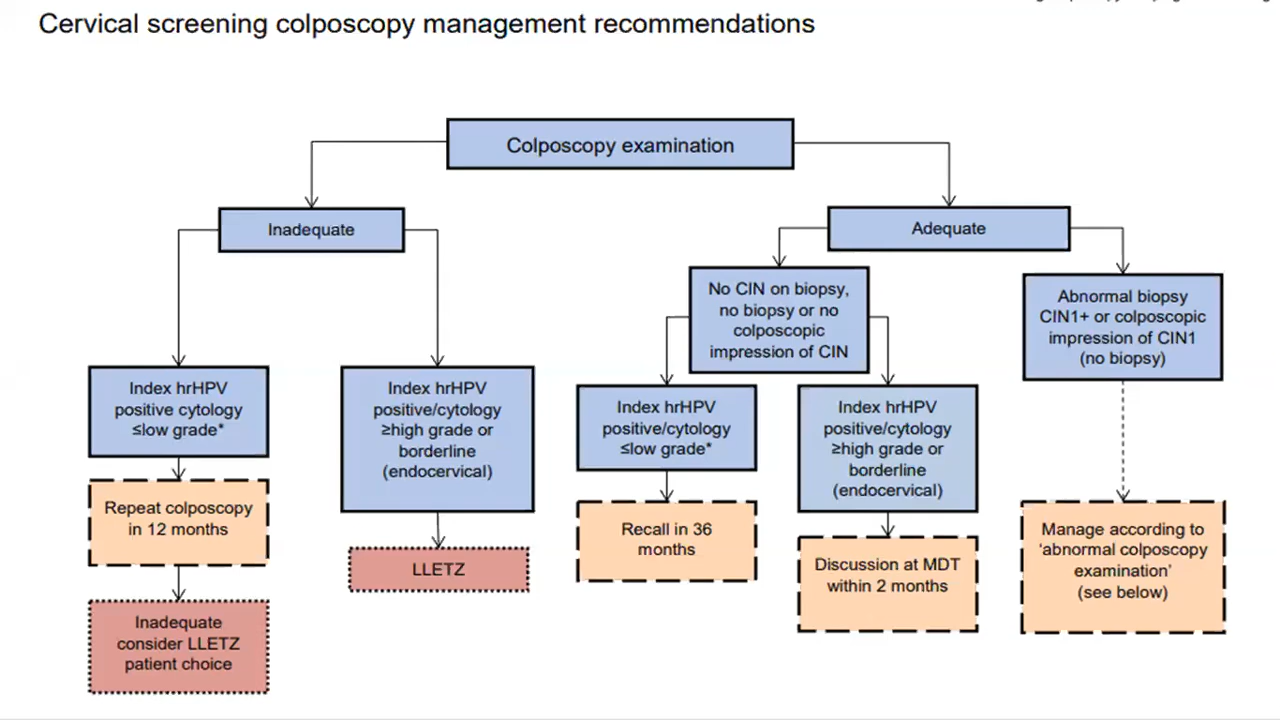 Cervical screening colposcopy management recommendations
Colposcopy examination
Inadequate
Adequate
No CIN on biopsy,
no biopsy or no
colposcopic
impression of CIN
Abnormal biopsy
CIN1+ or colposcopic
impression of CIN1
(no biopsy)
Index hrHPV
positive cytology
≤low grade*
Index hrHPV
positive/cytology
≥high grade or
borderline
(endocervical)
Index hrHPV
positive/cytology
≤low grade*
Index hrHPV
positive/cytology
≥high grade or
borderline
(endocervical)
Repeat colposcopy
in 12 months
LLETZ
Recall in 36
months
Discussion at MDT
within 2 months
Manage according to
‘abnormal colposcopy
examination’
(see below)
Inadequate
consider LLETZ
patient choice